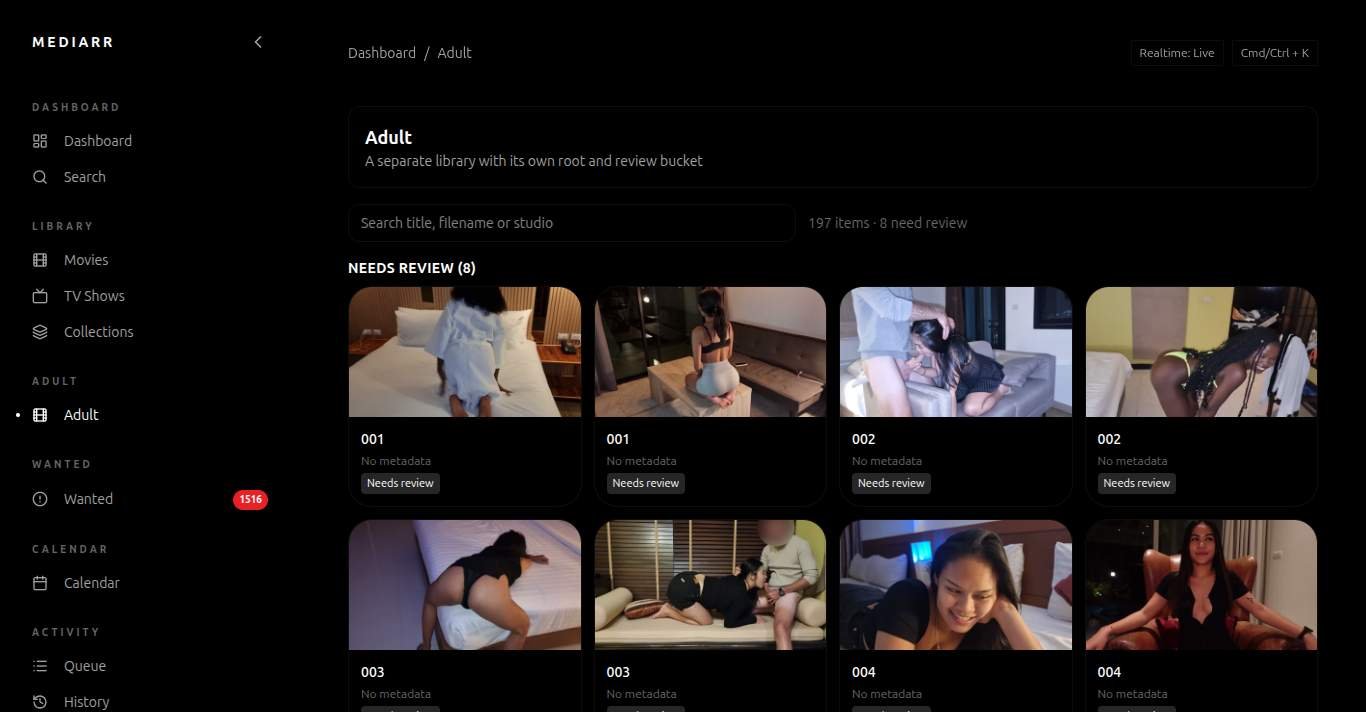 MEDIARR
DASHBOARD
Dashboard
Search
LIBRARY
Movies
TV Shows
Collections
ADULT
Adult
WANTED
Wanted 1516
CALENDAR
Calendar
ACTIVITY
Queue
History
Dashboard / Adult
Realtime: Live Cmd/Ctrl + K
Adult
A separate library with its own root and review bucket
Search title, filename or studio 197 items · 8 need review
NEEDS REVIEW (8)
001 001 002 002
No metadata No metadata No metadata No metadata
Needs review Needs review Needs review Needs review
003 003 004 004
No metadata No metadata No metadata No metadata